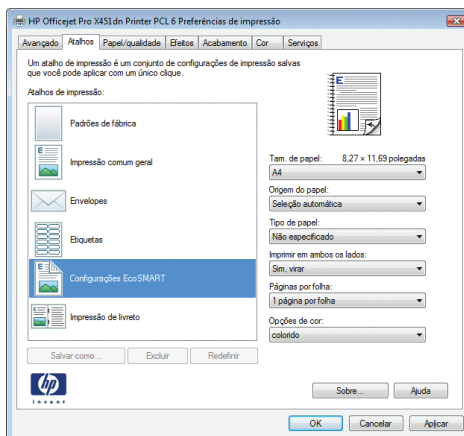 HP Officejet Pro X451dn Printer PCL 6 Preferências de impressão
Avançado Atalhos Papel/qualidade Efeitos Acabamento Cor Serviços
Um atalho de impressão é um conjunto de configurações de impressão salvas
que você pode aplicar com um único clique.
Atalhos de impressão:
Padrões de fábrica
Impressão comum geral
Envelopes
Etiquetas
Configurações EcoSMART
Impressão de livreto
Salvar como... Excluir Redefinir
Tam. de papel: 8,27 × 11,69 polegadas
A4
Origem do papel:
Seleção automática
Tipo de papel:
Não especificado
Imprimir em ambos os lados:
Sim, virar
Páginas por folha:
1 página por folha
Opções de cor:
colorido
hp
invent
Sobre... Ajuda
OK Cancelar Aplicar